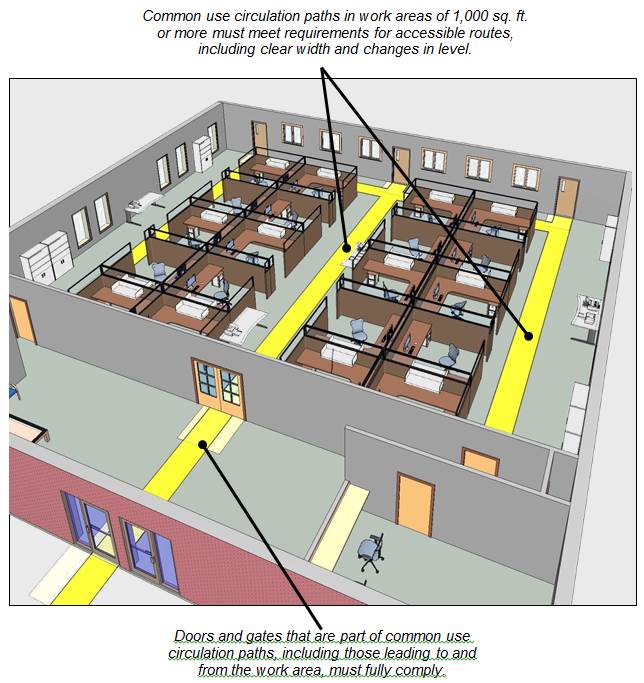 Common use circulation paths in work areas of 1,000 sq. ft.
or more must meet requirements for accessible routes,
including clear width and changes in level.
Doors and gates that are part of common use
circulation paths, including those leading to and
from the work area, must fully comply.